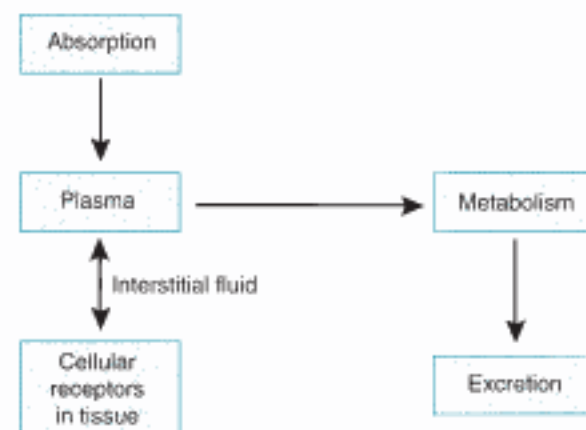 Absorption
Plasma
Metabolism
Interstitial fluid
Cellular
receptors
in tissue
Excretion